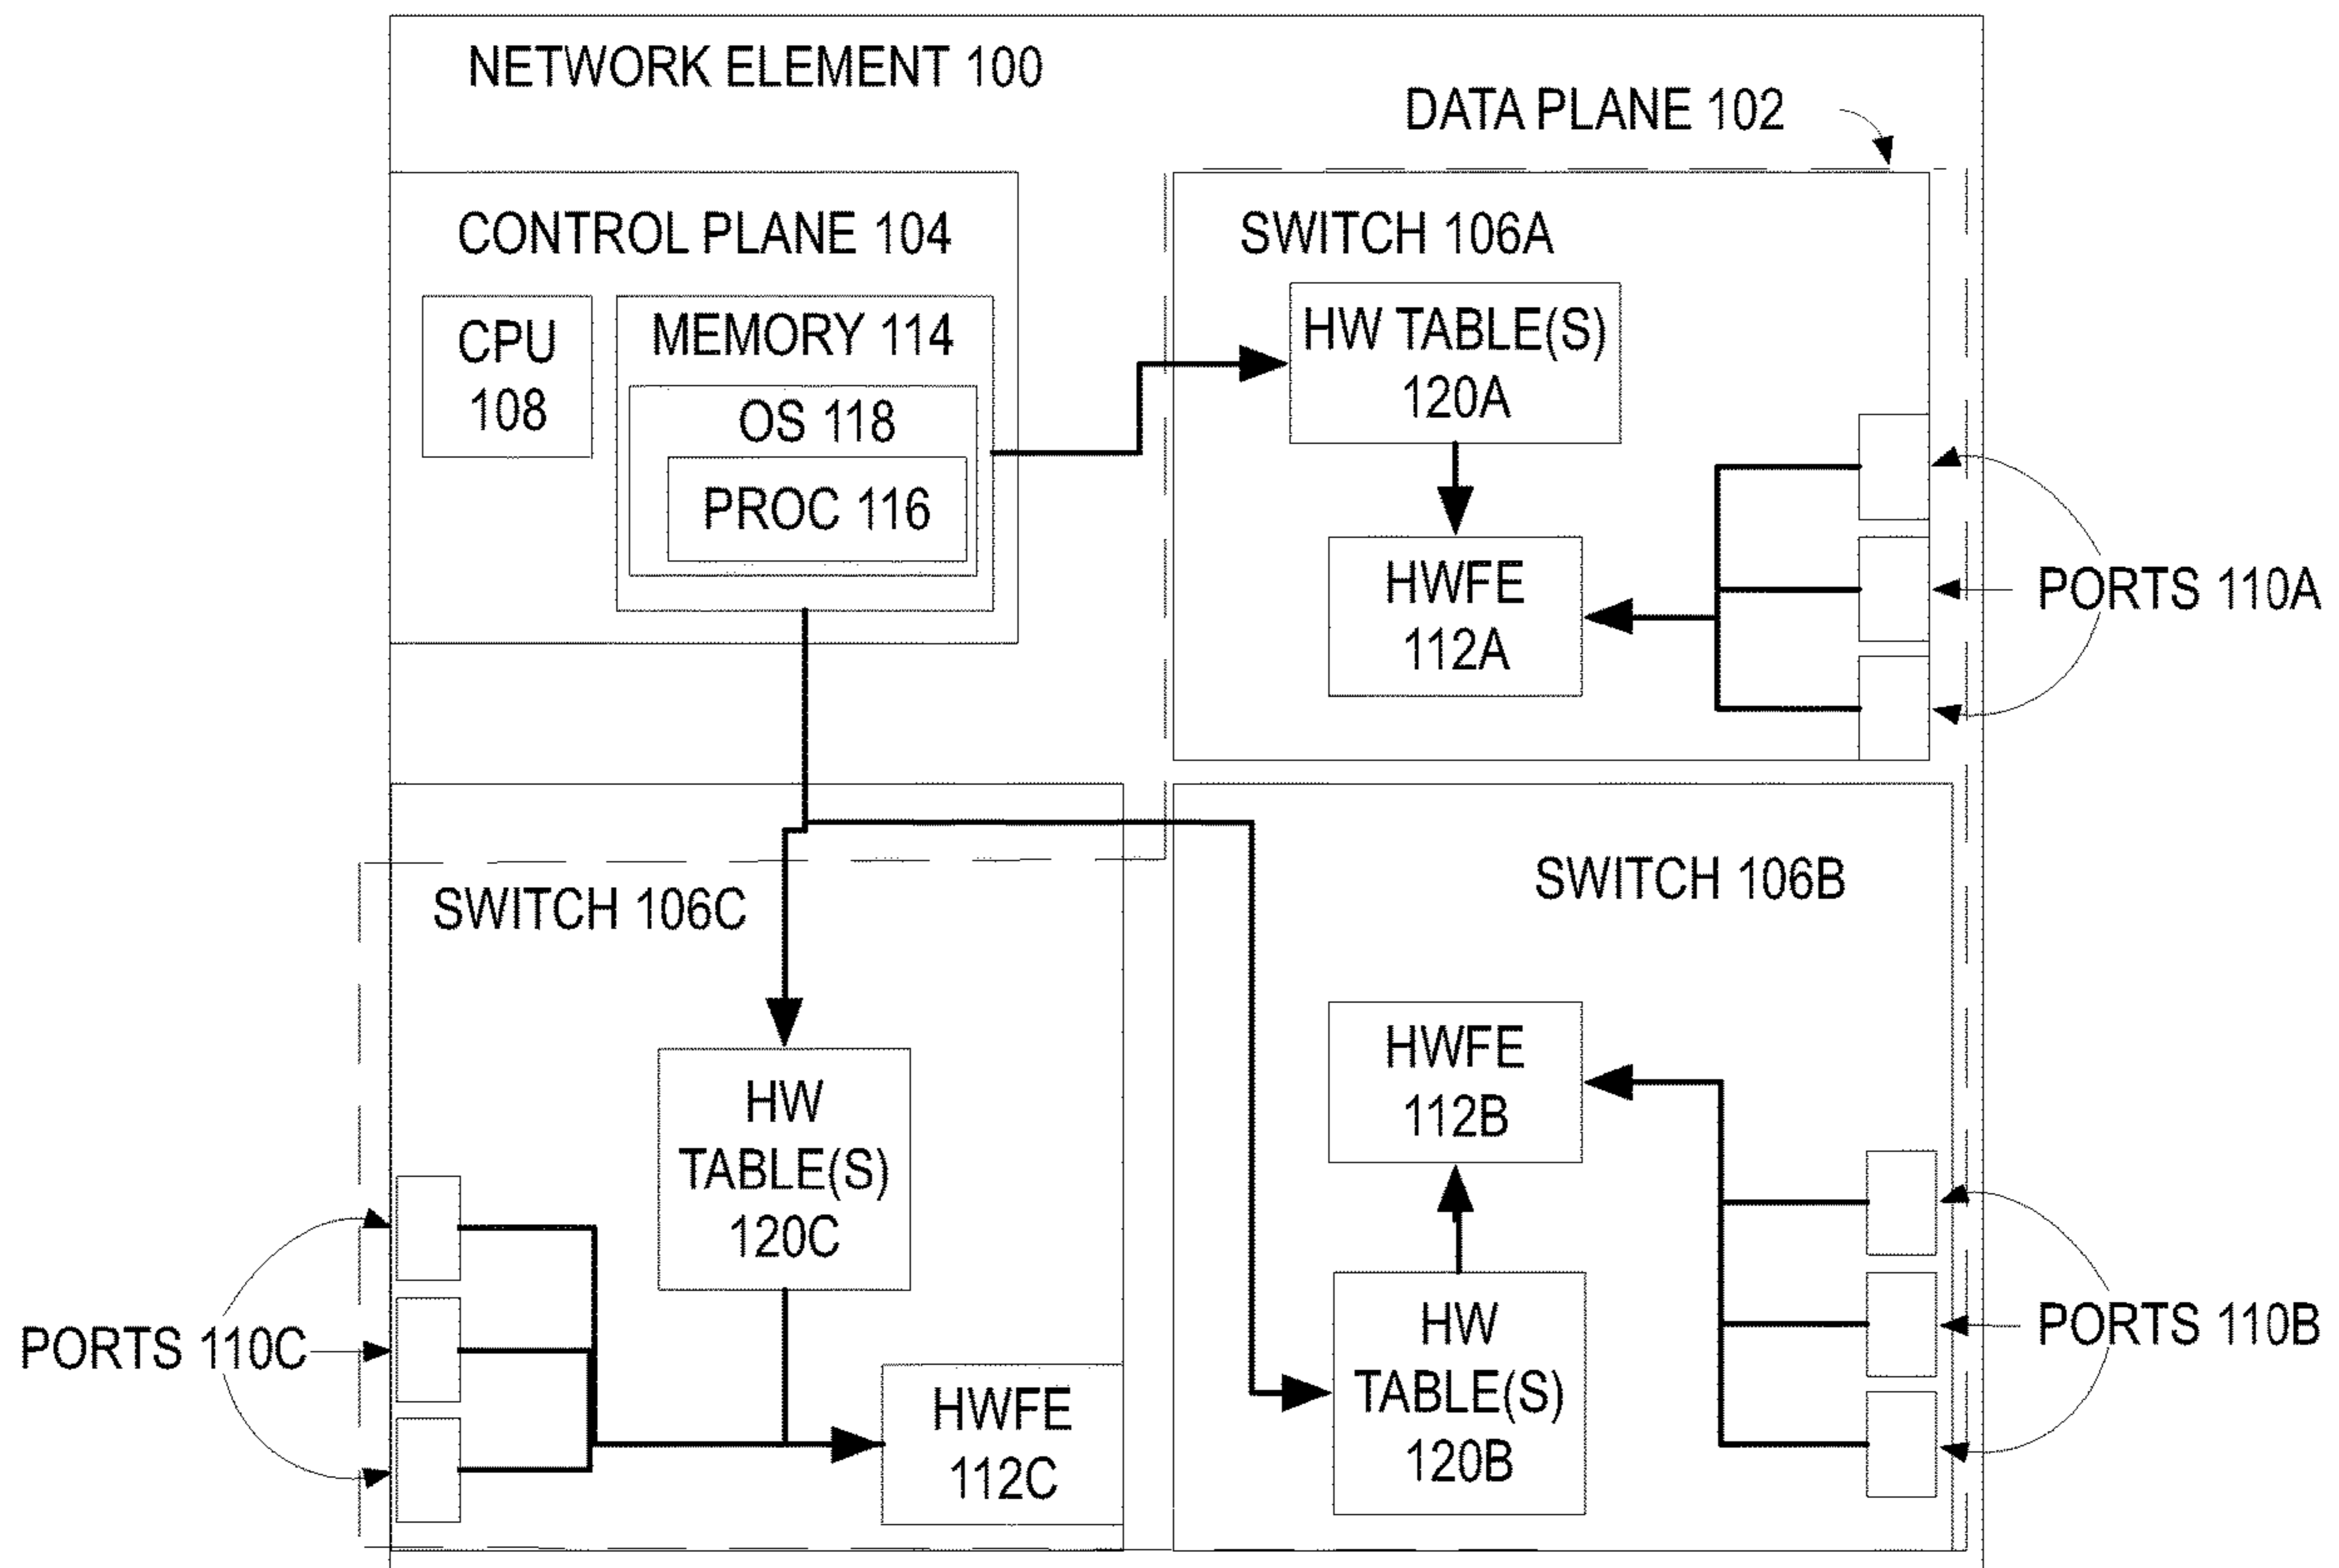 NETWORK ELEMENT 100
DATA PLANE 102
CONTROL PLANE 104
CPU
108
MEMORY 114
OS 118
PROC 116
SWITCH 106A
HW TABLE(S)
120A
HWFE
112A
PORTS 110A
SWITCH 106C
HW
TABLE(S)
120C
PORTS 110C
HWFE
112C
SWITCH 106B
HWFE
112B
HW
TABLE(S)
120B
PORTS 110B